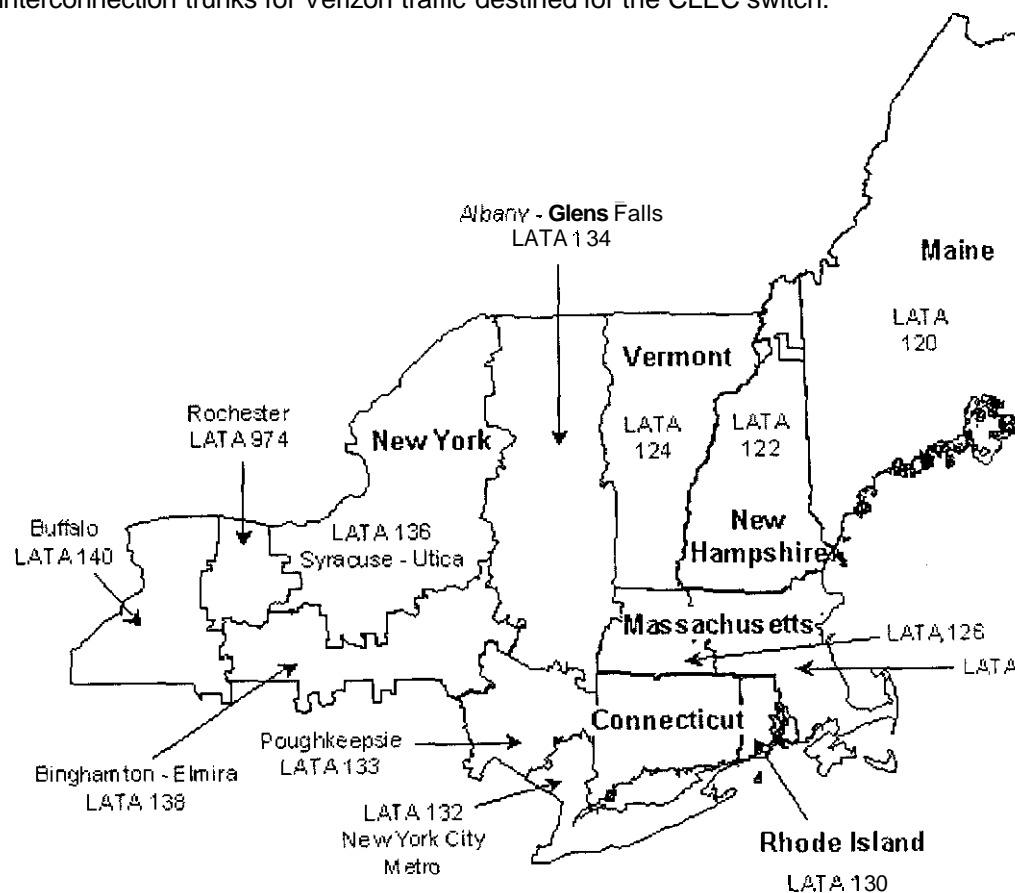 interconnection trunks for Verizon traffic destined for the CLEC switch.
Albany - Glens Falls
LATA 134
Maine
LATA
120
Vermont
Rochester
LATA 974
New York
LATA
124
LATA
122
Buffalo
LATA 140
LATA 136
Syracuse - Utica
New
Hampshire
Massachusetts
LATA 126
LATA
Connecticut
Poughkeepsie
LATA 133
Binghamton - Elmira
LATA 138
LATA 132
New York City
Metro
Rhode Island
LATA 130